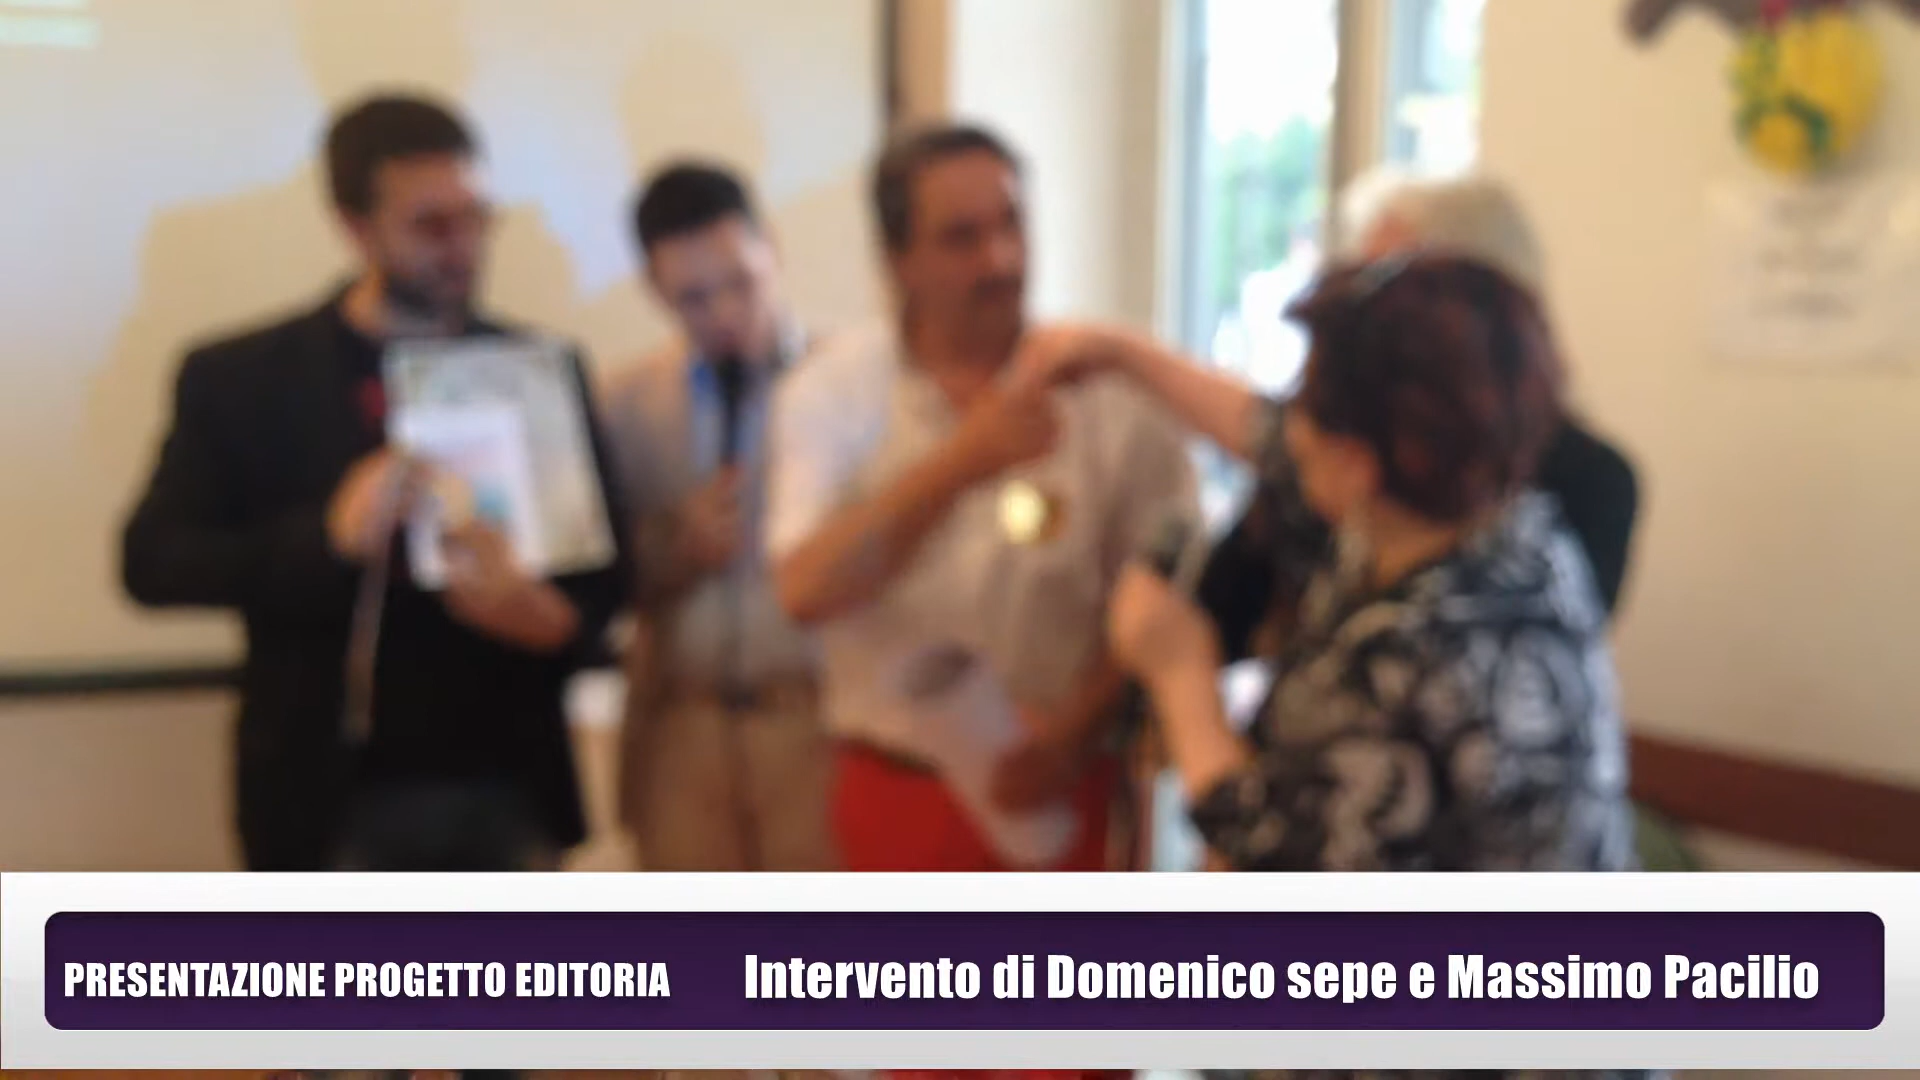 PRESENTAZIONE PROGETTO EDITORIA
Intervento di Domenico sepe e Massimo Pacilio